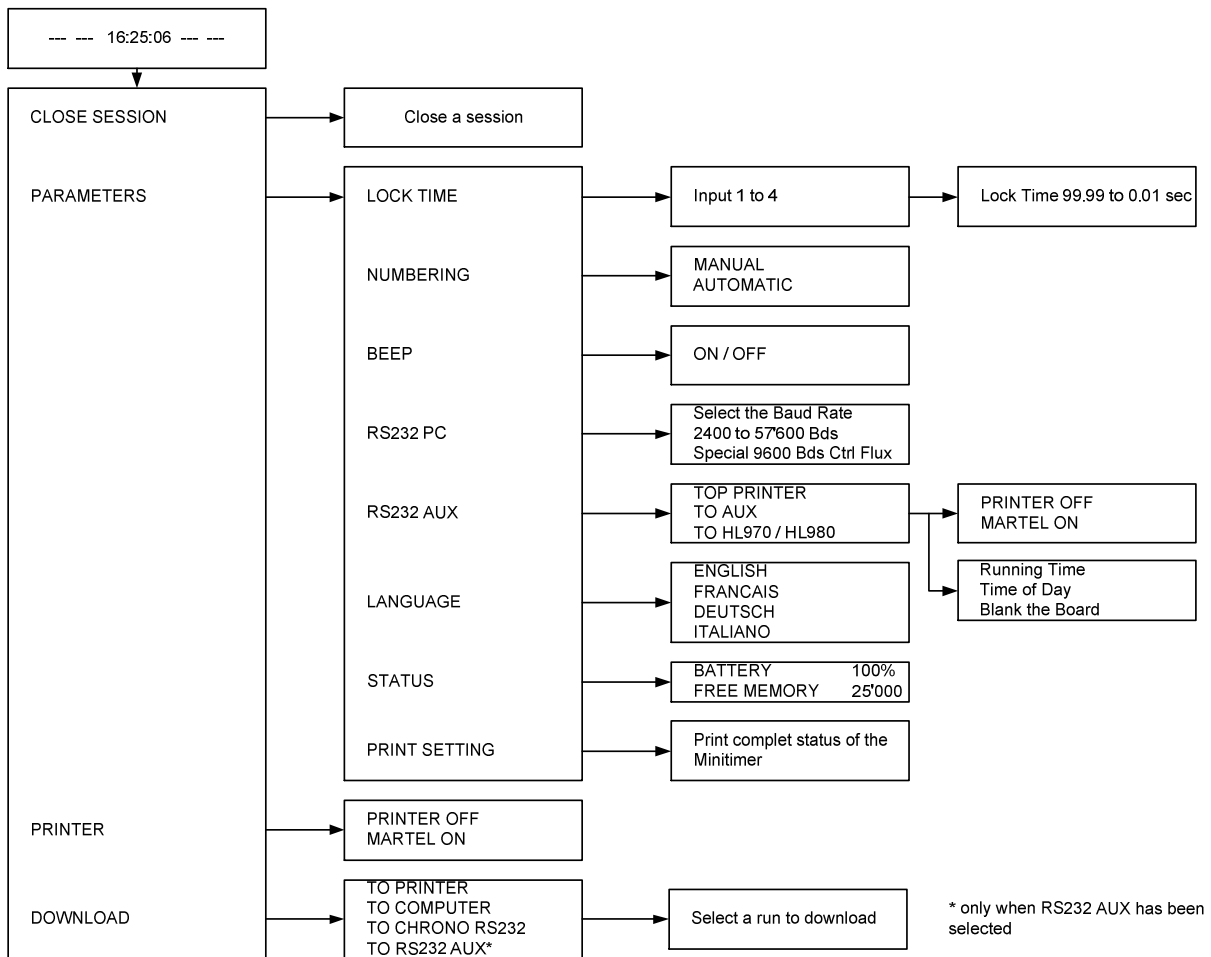 --- --- 16:25:06 --- ---
CLOSE SESSION
Close a session
PARAMETERS
LOCK TIME
Input 1 to 4
Lock Time 99.99 to 0.01 sec
NUMBERING
MANUAL
AUTOMATIC
BEEP
ON / OFF
RS232 PC
Select the Baud Rate
2400 to 57'600 Bds
Special 9600 Bds Ctrl Flux
RS232 AUX
TOP PRINTER
TO AUX
TO HL970 / HL980
PRINTER OFF
MARTEL ON
Running Time
Time of Day
Blank the Board
LANGUAGE
ENGLISH
FRANCAIS
DEUTSCH
ITALIANO
STATUS
BATTERY 100%
FREE MEMORY 25'000
PRINT SETTING
Print complet status of the
Minitimer
PRINTER
PRINTER OFF
MARTEL ON
DOWNLOAD
TO PRINTER
TO COMPUTER
TO CHRONO RS232
TO RS232 AUX*
Select a run to download
* only when RS232 AUX has been
selected